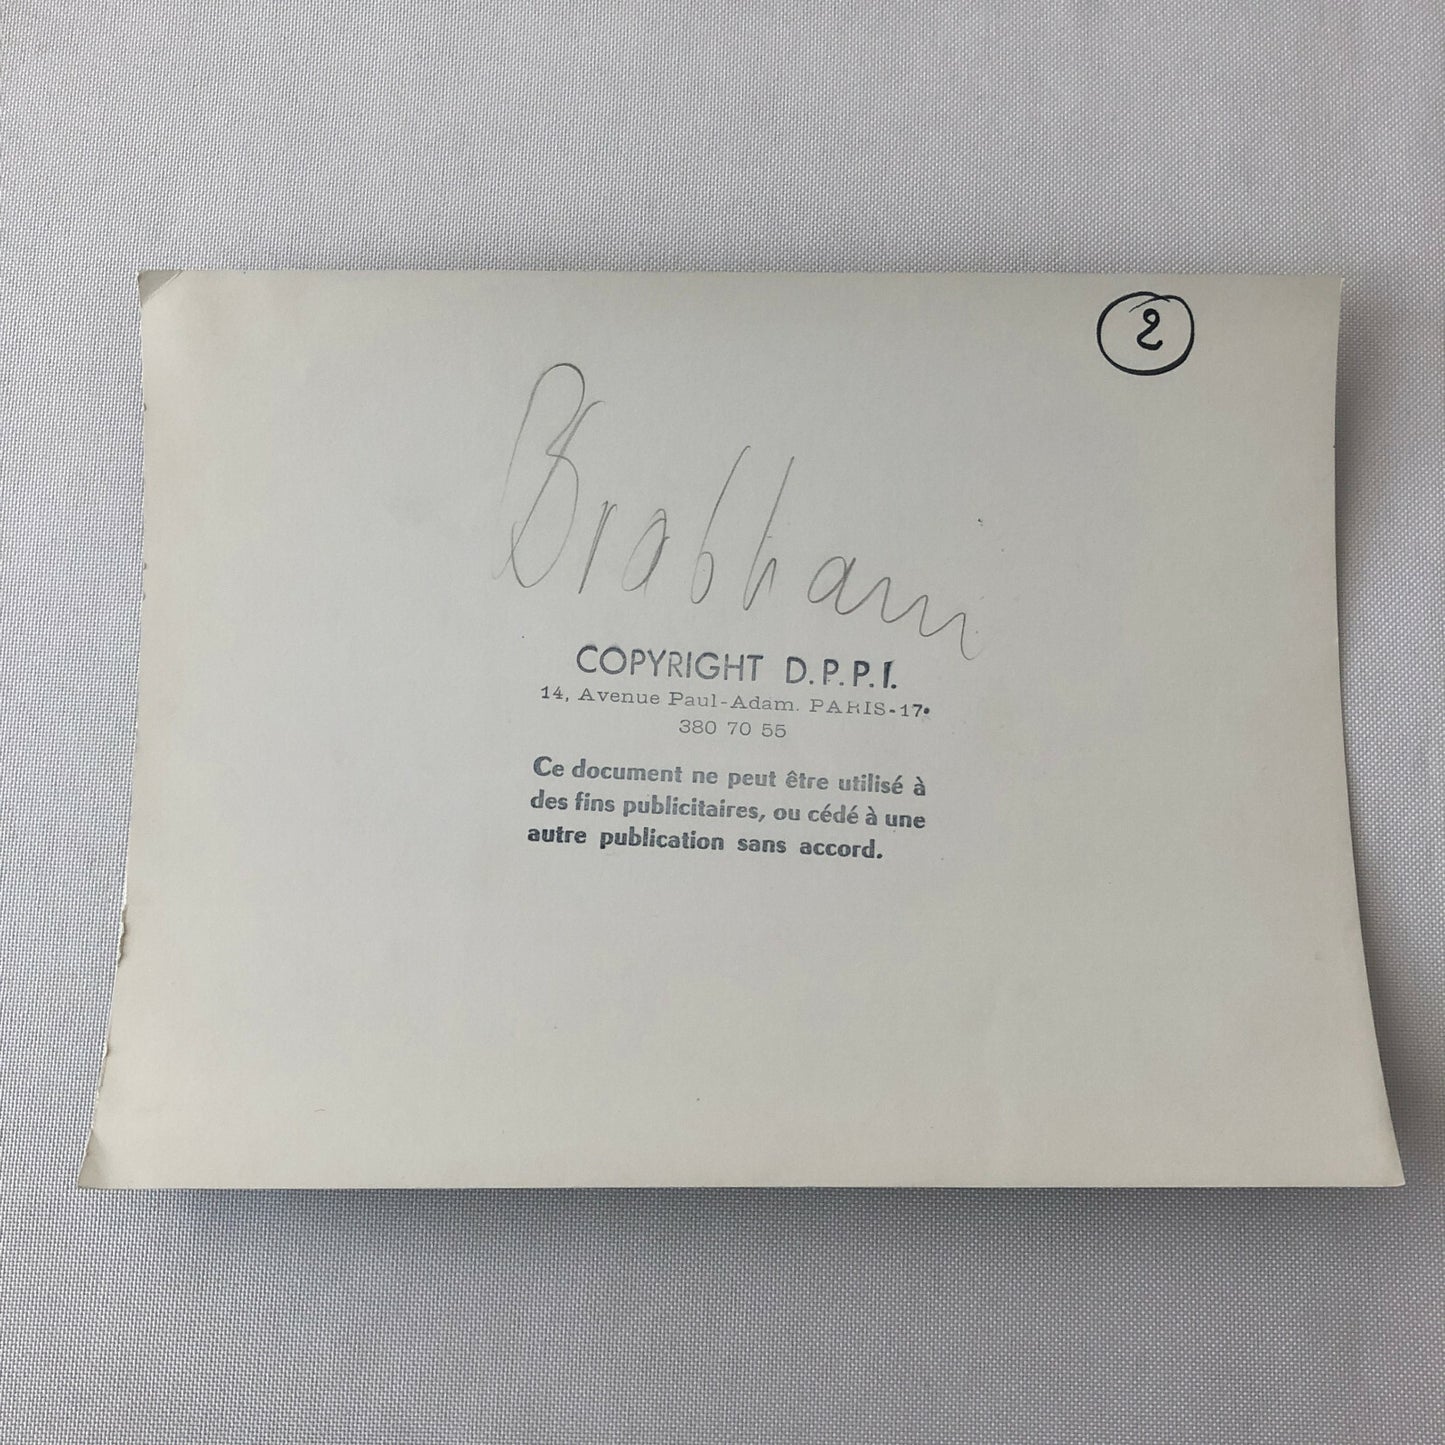 2
Brabham
COPYRIGHT D.P.P.I.
14, Avenue Paul-Adam. PARIS-17•
380 70 55
Ce document ne peut être utilisé à
des fins publicitaires, ou cédé à une
autre publication sans accord.